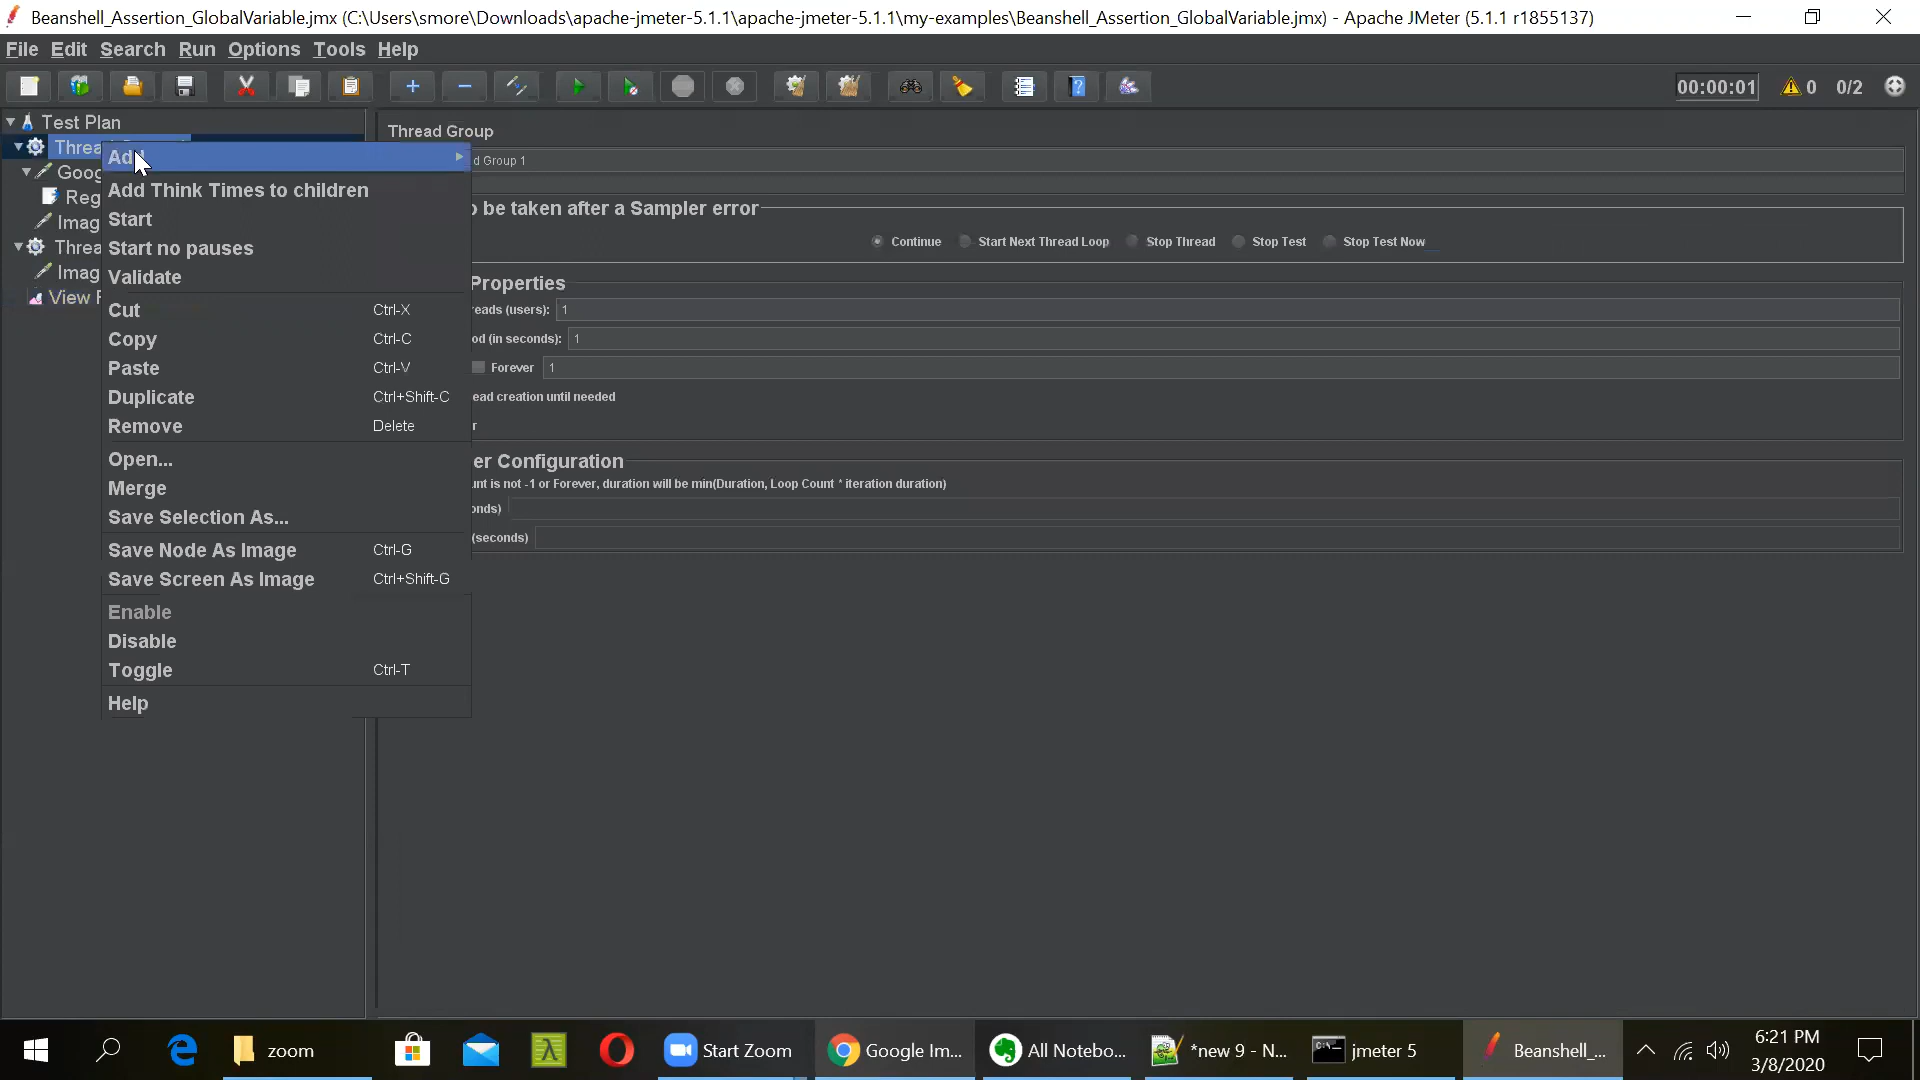 Beanshell_Assertion_GlobalVariable.jmx (C:\Users\smore\Downloads\apache-jmeter-5.1.1\apache-jmeter-5.1.1\my-examples\Beanshell_Assertion_GlobalVariable.jmx) - Apache JMeter (5.1.1 r1855137)
File Edit Search Run Options Tools Help
00:00:01 0 0/2
Test Plan
Threa
Goog
Reg
Imag
Threa
Imag
View
Add
Add Think Times to children
Start
Start no pauses
Validate
Cut Ctrl-X
Copy Ctrl-C
Paste Ctrl-V
Duplicate Ctrl+Shift-C
Remove Delete
Open...
Merge
Save Selection As...
Save Node As Image Ctrl-G
Save Screen As Image Ctrl+Shift-G
Enable
Disable
Toggle Ctrl-T
Help
Thread Group
d Group 1
be taken after a Sampler error
Continue Start Next Thread Loop Stop Thread Stop Test Stop Test Now
Properties
reads (users): 1
od (in seconds): 1
Forever 1
ead creation until needed
r
er Configuration
unt is not -1 or Forever, duration will be min(Duration, Loop Count * iteration duration)
onds)
(seconds)
zoom Start Zoom Google Im... All Notebo... *new 9 - N... jmeter 5 Beanshell_...
6:21 PM
3/8/2020